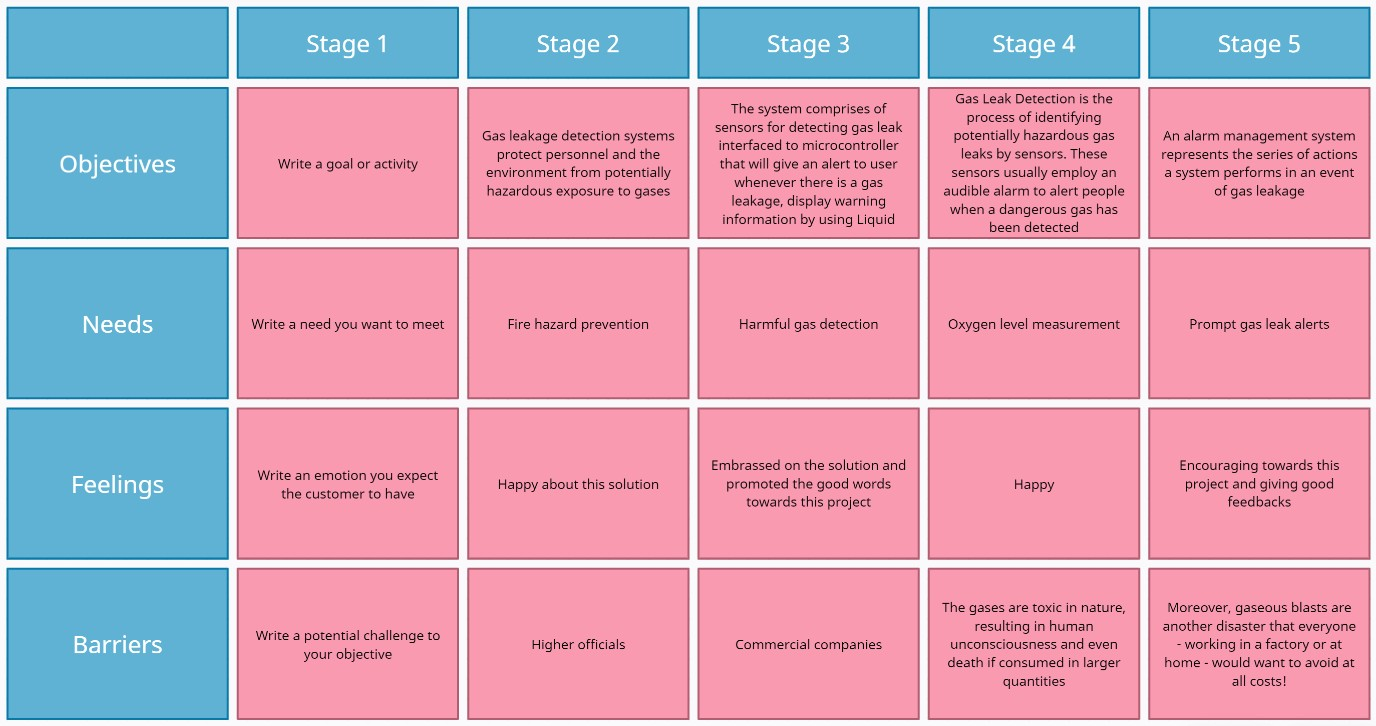 Stage 1
Stage 2
Stage 3
Stage 4
Stage 5
Objectives
Write a goal or activity
Gas leakage detection systems
protect personnel and the
environment from potentially
hazardous exposure to gases
The system comprises of
sensors for detecting gas leak
interfaced to microcontroller
that will give an alert to user
whenever there is a gas
leakage, display warning
information by using Liquid
Gas Leak Detection is the
process of identifying
potentially hazardous gas
leaks by sensors. These
sensors usually employ an
audible alarm to alert people
when a dangerous gas has
been detected
An alarm management system
represents the series of actions
a system performs in an event
of gas leakage
Needs
Write a need you want to meet
Fire hazard prevention
Harmful gas detection
Oxygen level measurement
Prompt gas leak alerts
Feelings
Write an emotion you expect
the customer to have
Happy about this solution
Embrassed on the solution and
promoted the good words
towards this project
Happy
Encouraging towards this
project and giving good
feedbacks
Barriers
Write a potential challenge to
your objective
Higher officials
Commercial companies
The gases are toxic in nature,
resulting in human
unconsciousness and even
death if consumed in larger
quantities
Moreover, gaseous blasts are
another disaster that everyone
- working in a factory or at
home - would want to avoid at
all costs!